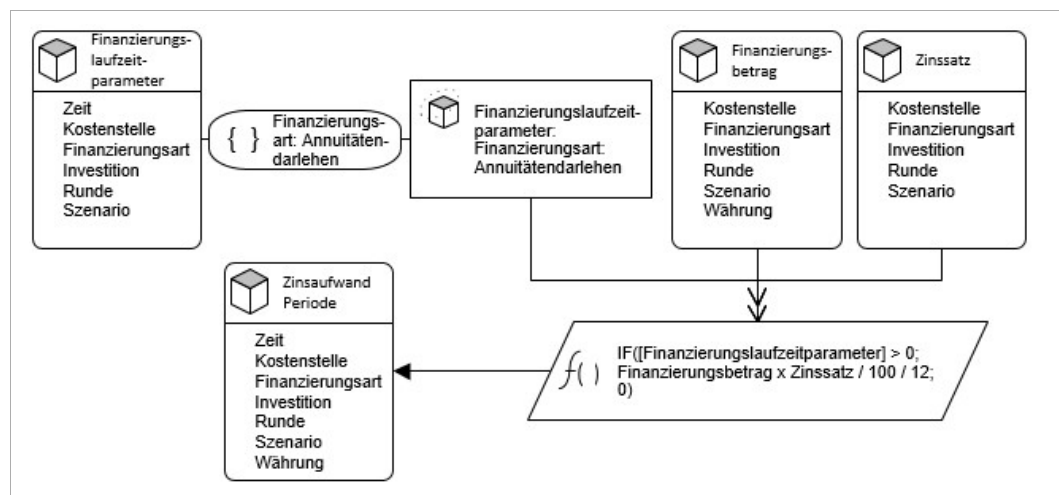 Finanzierungs-
laufzeit-
parameter
Zeit
Kostenstelle
Finanzierungsart
Investition
Runde
Szenario
{ }
Finanzierungs-
art: Annuitäten-
darlehen
Finanzierungslaufzeit-
parameter:
Finanzierungsart:
Annuitätendarlehen
Finanzierungs-
betrag
Kostenstelle
Finanzierungsart
Investition
Runde
Szenario
Währung
Zinssatz
Kostenstelle
Finanzierungsart
Investition
Runde
Szenario
Zinsaufwand
Periode
Zeit
Kostenstelle
Finanzierungsart
Investition
Runde
Szenario
Währung
f()
IF([Finanzierungslaufzeitparameter] > 0;
Finanzierungsbetrag x Zinssatz / 100 / 12;
0)